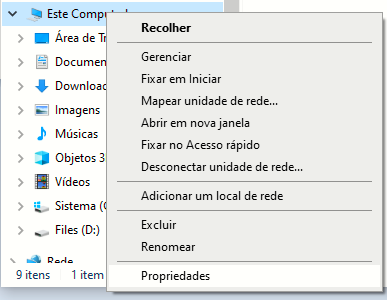 Este Computad
Área de Tr
Documen
Downloa
Imagens
Músicas
Objetos 3
Vídeos
Sistema (C
Files (D:)
Rede
9 itens 1 item
Recolher
Gerenciar
Fixar em Iniciar
Mapear unidade de rede...
Abrir em nova janela
Fixar no Acesso rápido
Desconectar unidade de rede...
Adicionar um local de rede
Excluir
Renomear
Propriedades